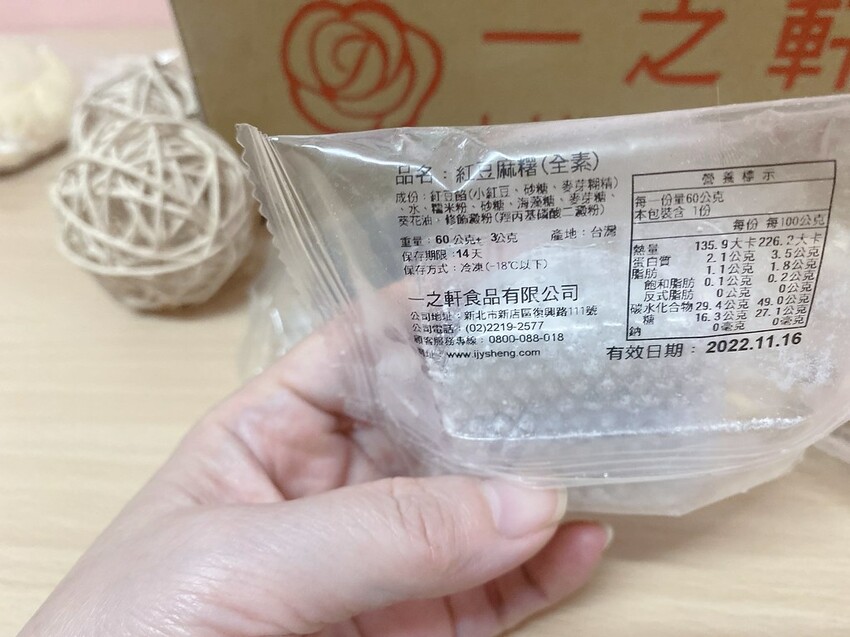 一之軒
品名：紅豆麻糬(全素)
成份：紅豆餡(小紅豆、砂糖、麥芽糊精)
、水、糯米粉、砂糖、海藻糖、麥芽糖、
葵花油，修飾澱粉(羥丙基磷酸二澱粉)
重量：60公克± 3公克 產地：台灣
保存期限：14天
保存方式：冷凍(-18℃以下)
一之軒食品有限公司
公司地址：新北市新店區復興路111號
公司電話：(02)2219-2577
顧客服務專線：0800-088-018
www.ijysheng.com
營養標示
每一份量60公克
本包裝含 1份
每份 每100公克
熱量 135.9大卡 226.2大卡
蛋白質 2.1公克 3.5公克
脂肪 1.1公克 1.8公克
飽和脂肪 0.1公克 0.2公克
反式脂肪 0公克 0公克
碳水化合物 29.4公克 49.0公克
糖 16.3公克 27.1公克
鈉 0毫克 0毫克
有效日期：2022.11.16